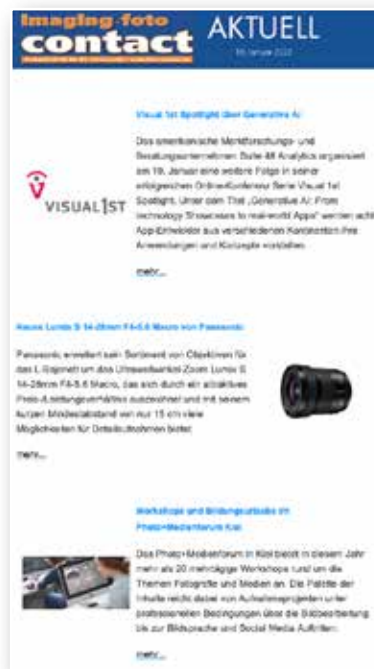 imaging+foto
contact
AKTUELL
Visual 1st Spotlight über Generative AI
Das amerikanische Marktforschungs- und
Beratungsunternehmen Suite 48 Analytics organisiert
am 19. Januar eine weitere Folge in seiner
erfolgreichen Online-Konferenz Serie Visual 1st
Spotlight. Unter dem Titel „Generative AI: From
technology Showcases to real-world Apps“ werden acht
App-Entwickler aus verschiedenen Kontinenten ihre
Anwendungen und Konzepte vorstellen.
VISUAL1ST
mehr...
Neues Lumix S 14-28mm F4-5.6 Macro von Panasonic
Panasonic erweitert sein Sortiment von Objektiven für
das L-Bajonett um das Ultraweitwinkel-Zoom Lumix S
14-28mm F4-5.6 Macro, das sich durch ein attraktives
Preis-/Leistungsverhältnis auszeichnet und mit seinem
kurzen Mindestabstand von nur 15 cm viele
Möglichkeiten für Detailaufnahmen bietet.
mehr...
Workshops und Bildungsurlaube im
Photo+Medienforum Kiel
Das Photo+Medienforum in Kiel bietet in diesem Jahr
mehr als 20 mehrtägige Workshops rund um die
Themen Fotografie und Medien an. Die Palette der
Inhalte reicht dabei von Aufnahmeprojekten unter
professionellen Bedingungen über die Bildbearbeitung
bis zur Bildsprache und Social Media Auftritten.
mehr...